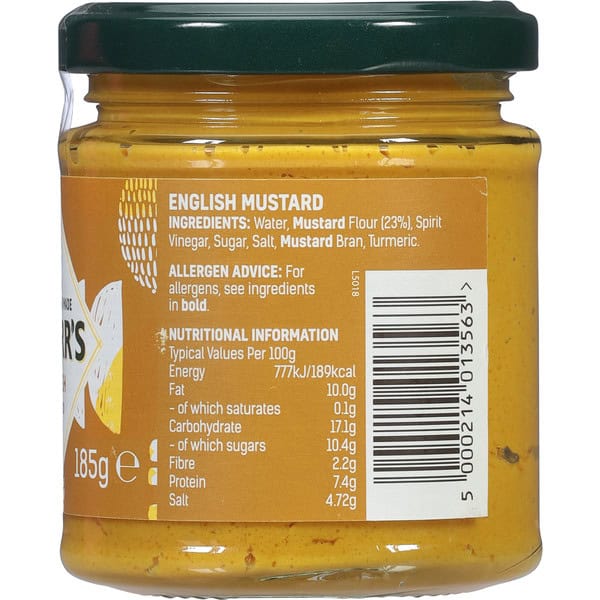 ENGLISH MUSTARD
INGREDIENTS: Water, Mustard Flour (23%), Spirit
Vinegar, Sugar, Salt, Mustard Bran, Turmeric.
ALLERGEN ADVICE: For
allergens, see ingredients
in bold.
L5018
NUTRITIONAL INFORMATION
Typical Values Per 100g
Energy 777kJ/189kcal
Fat 10.0g
- of which saturates 0.1g
Carbohydrate 17.1g
- of which sugars 10.4g
Fibre 2.2g
Protein 7.4g
Salt 4.72g
R'S
185g ℮
5 000214 013563 >